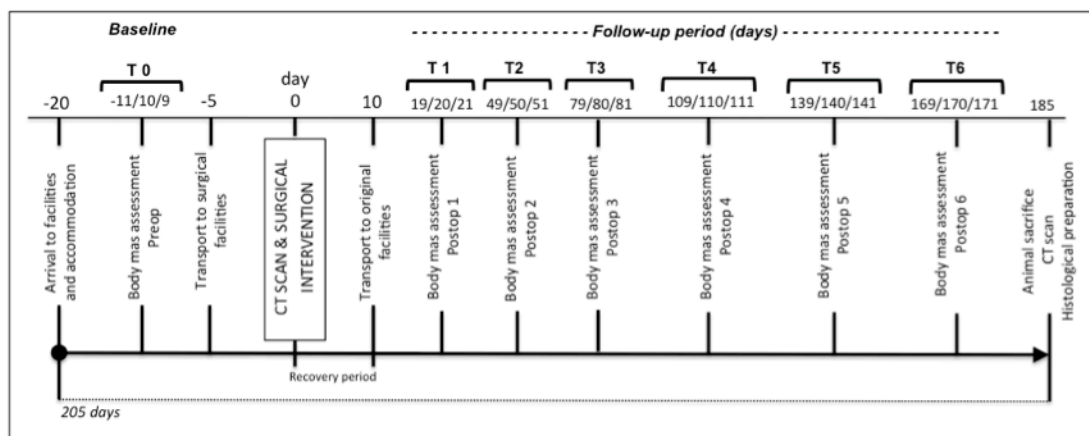 Baseline
- - - - - - - - - - - - - - - - Follow-up period (days) - - - - - - - - - - - - - - - - - - -
T 0
day
T 1
T2
T3
T4
T5
T6
-20
-11/10/9
-5
0
10
19/20/21
49/50/51
79/80/81
109/110/111
139/140/141
169/170/171
185
Arrival to facilities
and accommodation
Body mas assessment
Preop
Transport to surgical
facilities
CT SCAN & SURGICAL
INTERVENTION
Transport to original
facilities
Body mas assessment
Postop 1
Body mas assessment
Postop 2
Body mas assessment
Postop 3
Body mas assessment
Postop 4
Body mas assessment
Postop 5
Body mas assessment
Postop 6
Animal sacrifice
CT scan
Histological preparation
Recovery period
205 days